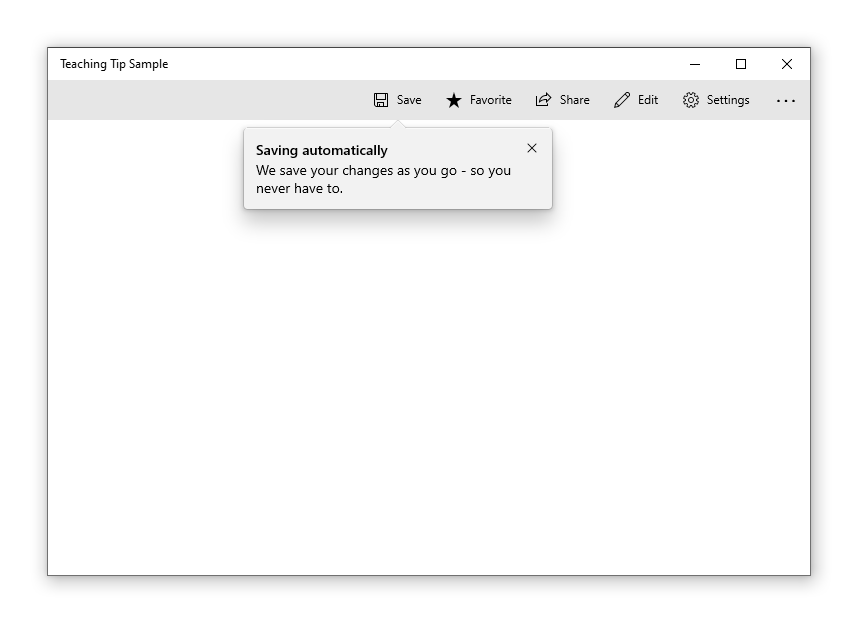 Teaching Tip Sample
Save Favorite Share Edit Settings
Saving automatically
We save your changes as you go - so you
never have to.